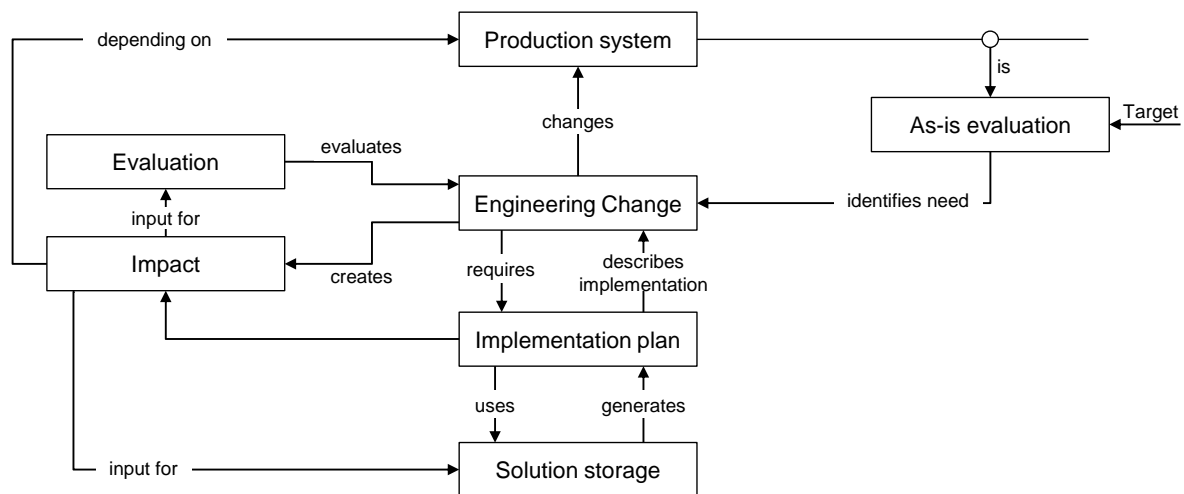 depending on
Production system
is
changes
As-is evaluation
Target
Evaluation
evaluates
Engineering Change
identifies need
input for
Impact
creates
requires
describes
implementation
Implementation plan
uses
generates
input for
Solution storage